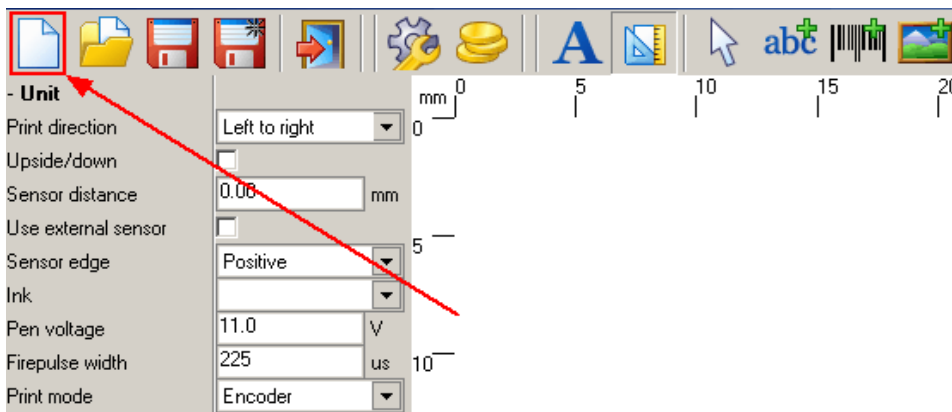 A abc
- Unit
mm 0 5 10 15 20
Print direction Left to right 0
Upside/down
Sensor distance 0.00 mm
Use external sensor
5
Sensor edge Positive
Ink
Pen voltage 11.0 V
Firepulse width 225 us 10
Print mode Encoder